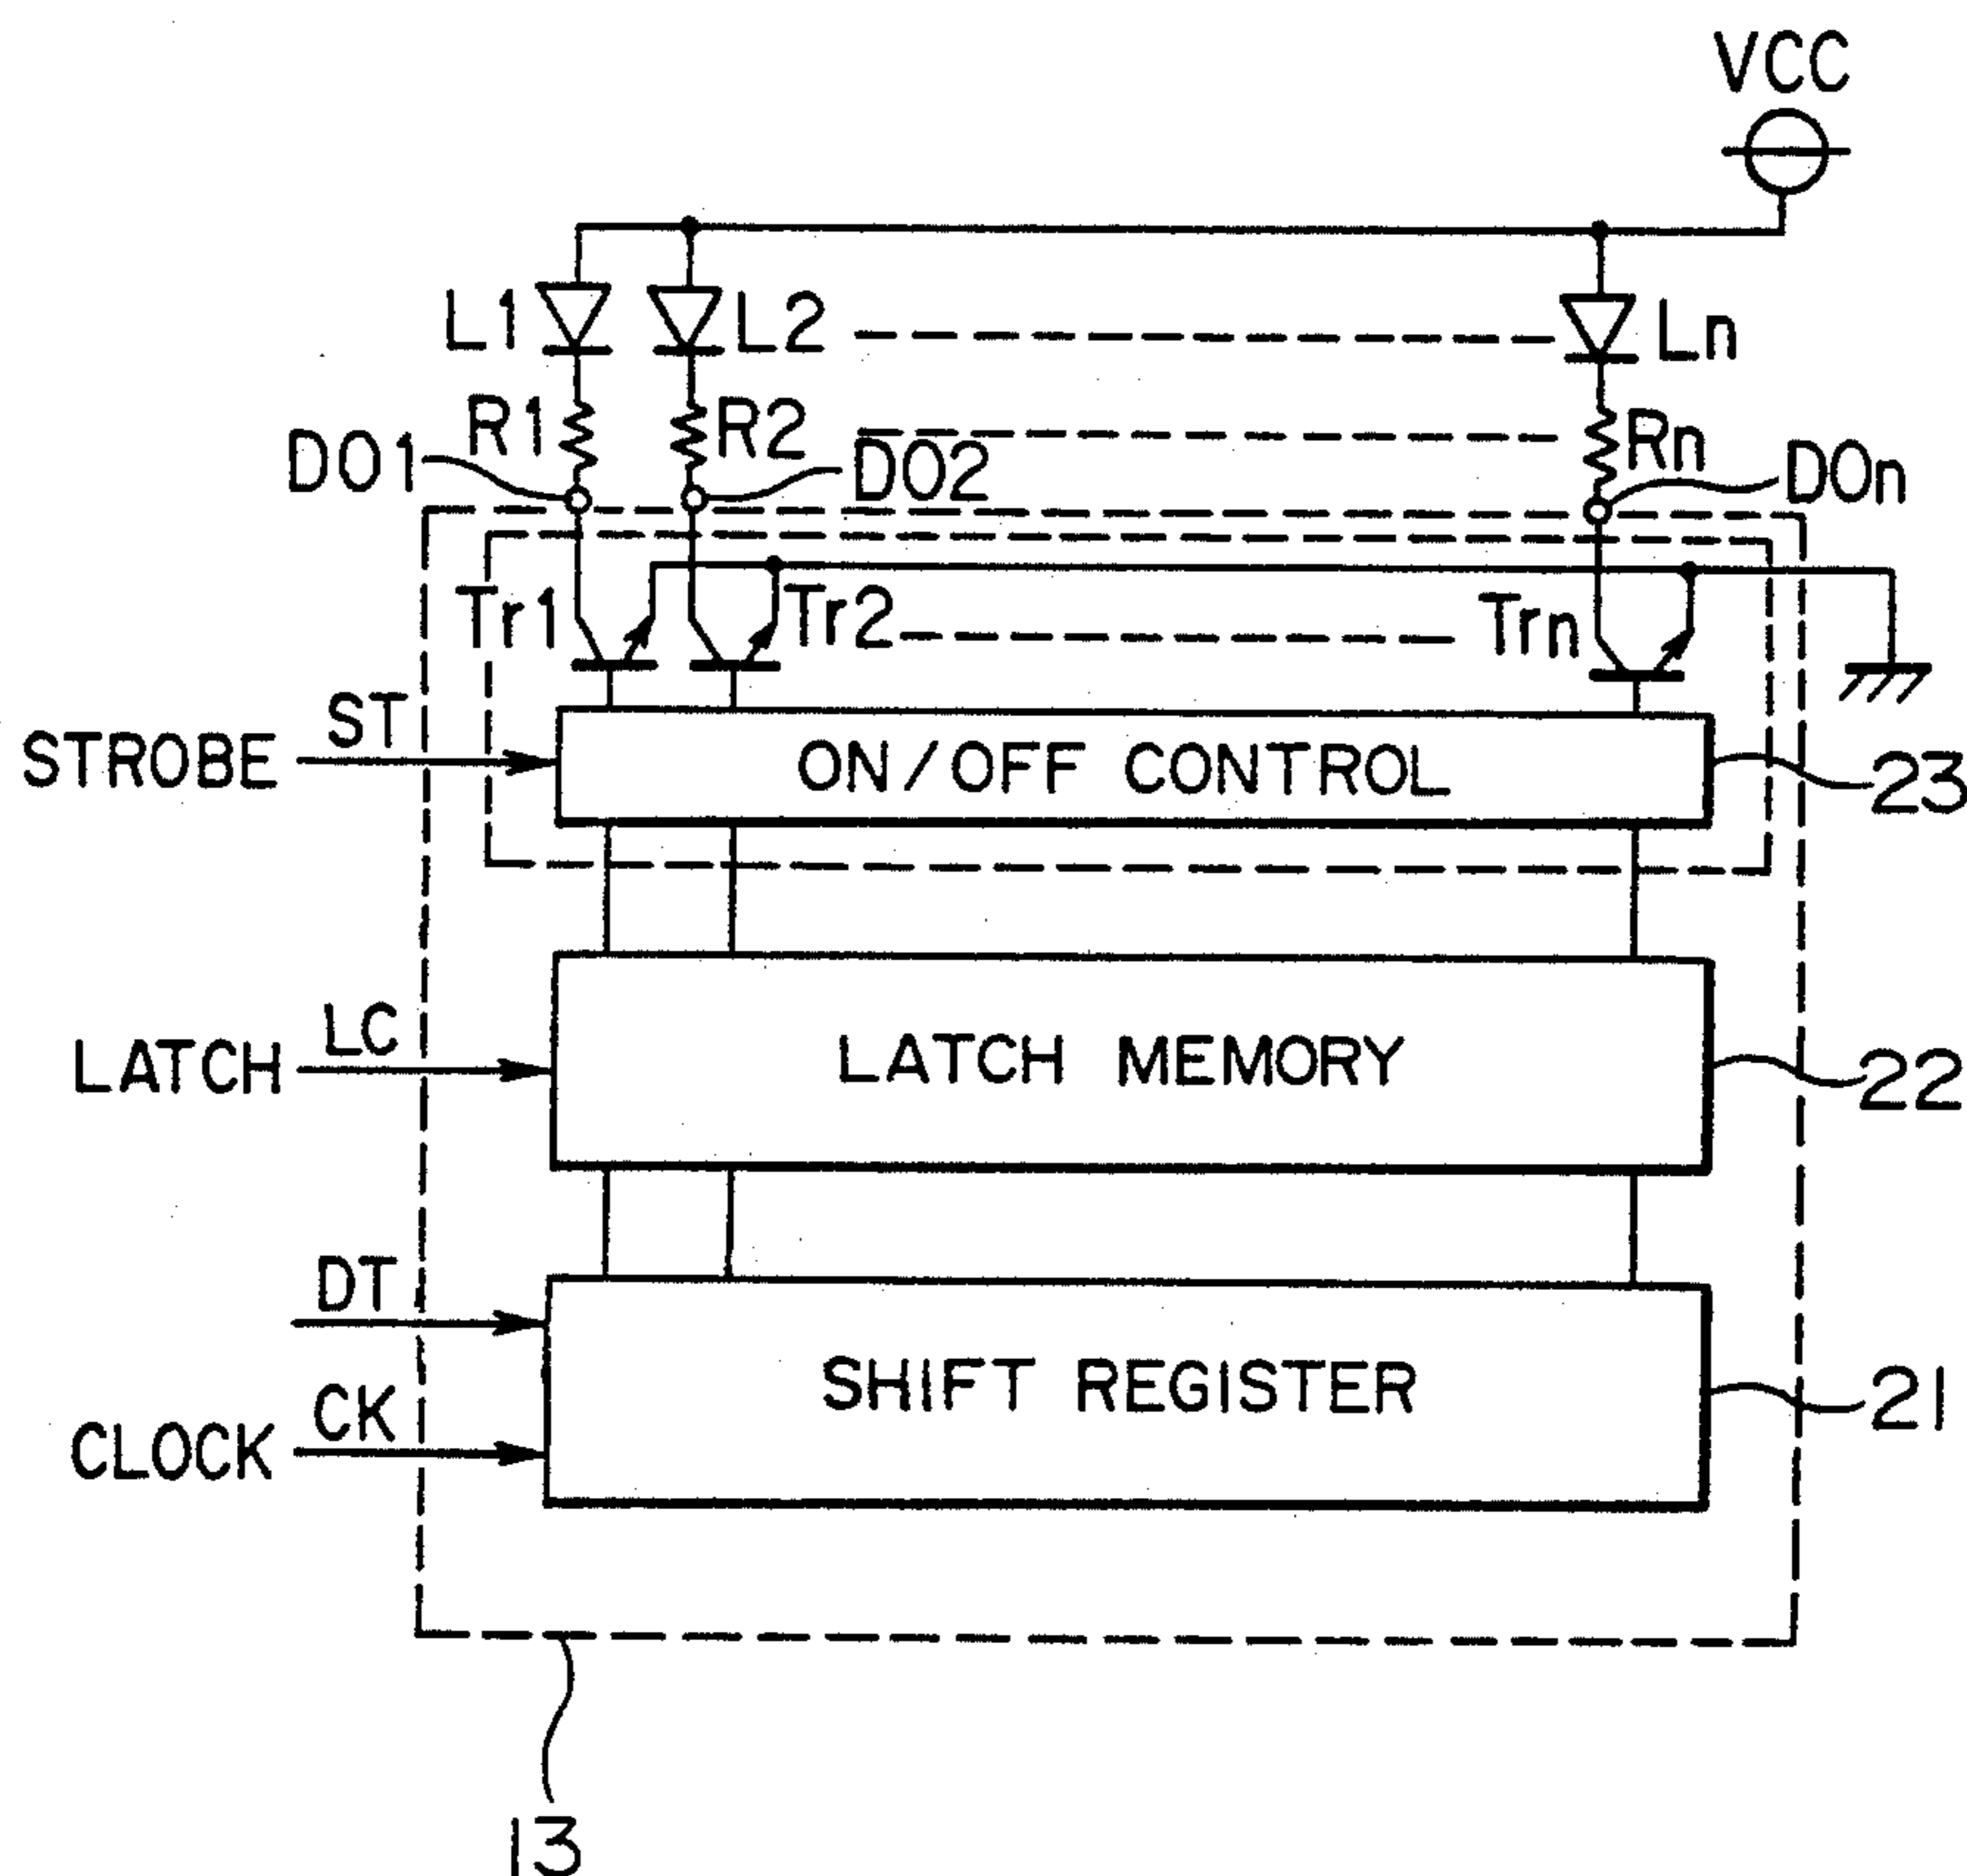 VCC
L1
L2
Ln
R1
R2
Rn
DO1
DO2
DOn
Tr1
Tr2
Trn
ST
STROBE
ON/OFF CONTROL
23
LC
LATCH
LATCH MEMORY
22
DT
SHIFT REGISTER
21
CK
CLOCK
13